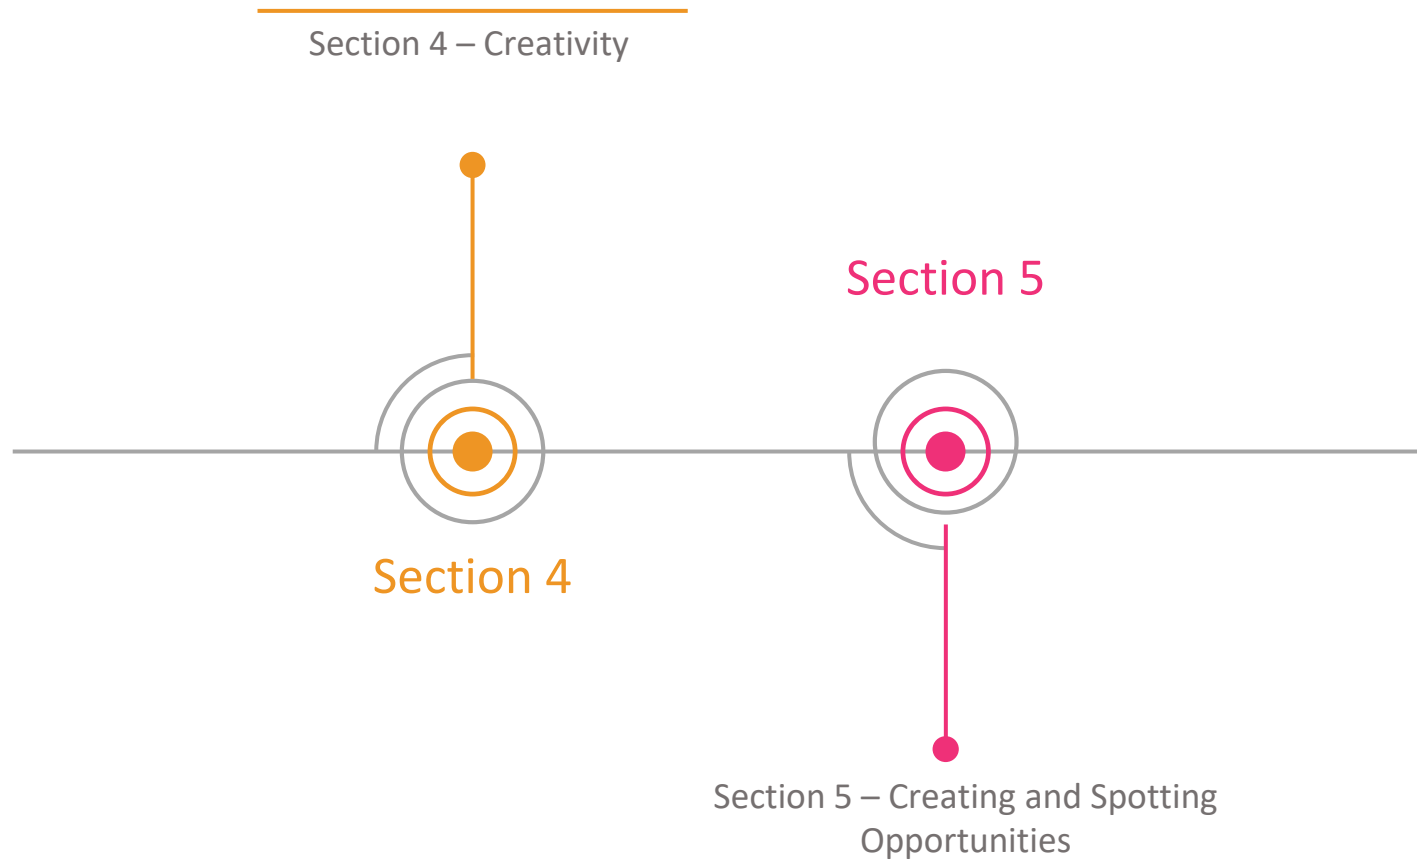 Section 4 – Creativity
Section 5
Section 4
Section 5 – Creating and Spotting
Opportunities